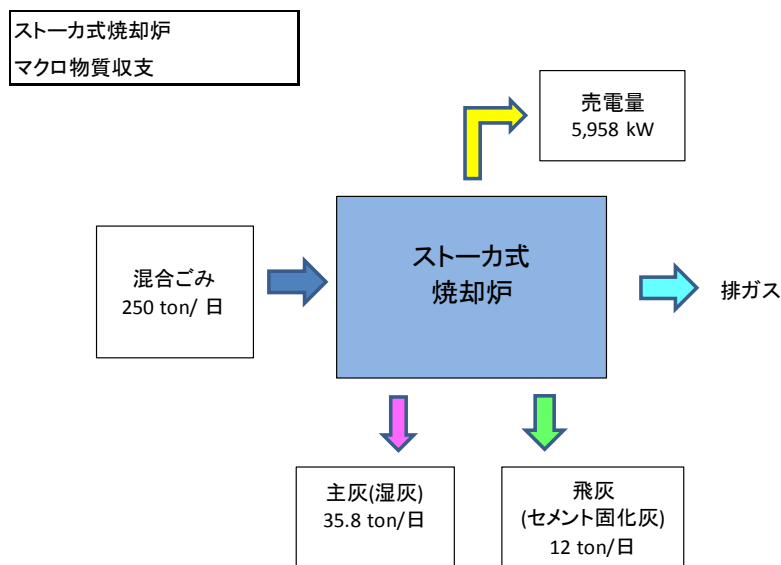 ストーカ式焼却炉
マクロ物質収支
売電量
5,958 kW
混合ごみ
250 ton/ 日
ストーカ式
焼却炉
排ガス
主灰(湿灰)
35.8 ton/日
飛灰
(セメント固化灰)
12 ton/日